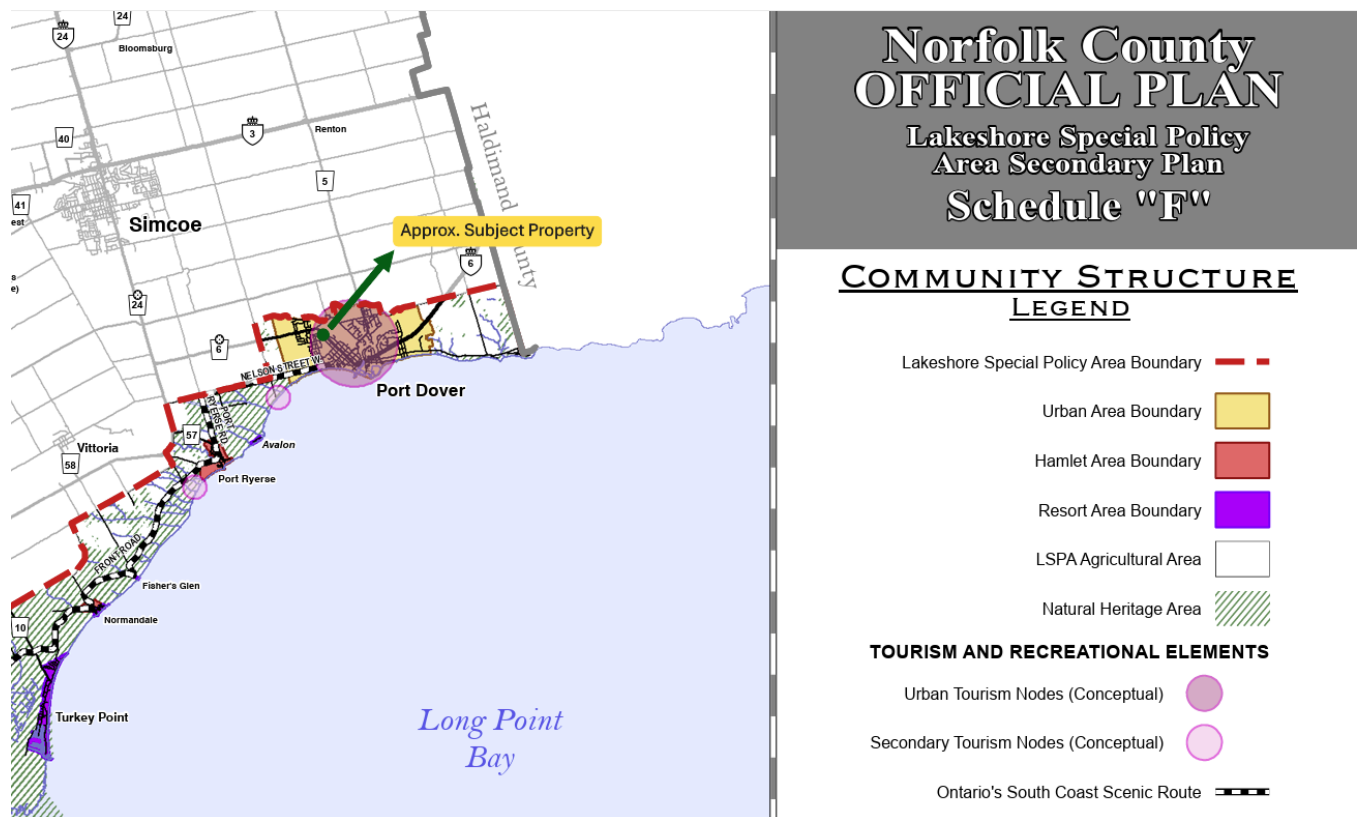 24
24
Bloomsburg
40
3
Renton
41
5
Simcoe
Haldimand County
Approx. Subject Property
6
24
6
NELSON STREET W
Port Dover
PORT
RYERSE RD
57
Avalon
Vittoria
58
Port Ryerse
FRONT ROAD
Fisher's Glen
Normandale
10
Turkey Point
Long Point
Bay
Norfolk County
OFFICIAL PLAN
Lakeshore Special Policy
Area Secondary Plan
Schedule "F"
COMMUNITY STRUCTURE
LEGEND
Lakeshore Special Policy Area Boundary
Urban Area Boundary
Hamlet Area Boundary
Resort Area Boundary
LSPA Agricultural Area
Natural Heritage Area
TOURISM AND RECREATIONAL ELEMENTS
Urban Tourism Nodes (Conceptual)
Secondary Tourism Nodes (Conceptual)
Ontario's South Coast Scenic Route